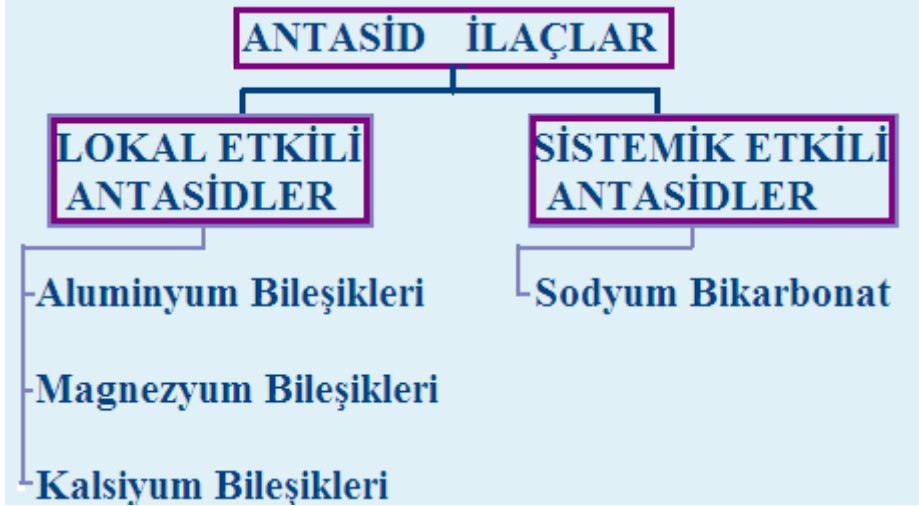 ANTASİD İLAÇLAR
LOKAL ETKİLİ
ANTASİDLER
Aluminyum Bileşikleri
Magnezyum Bileşikleri
Kalsiyum Bileşikleri
SİSTEMİK ETKİLİ
ANTASİDLER
Sodyum Bikarbonat